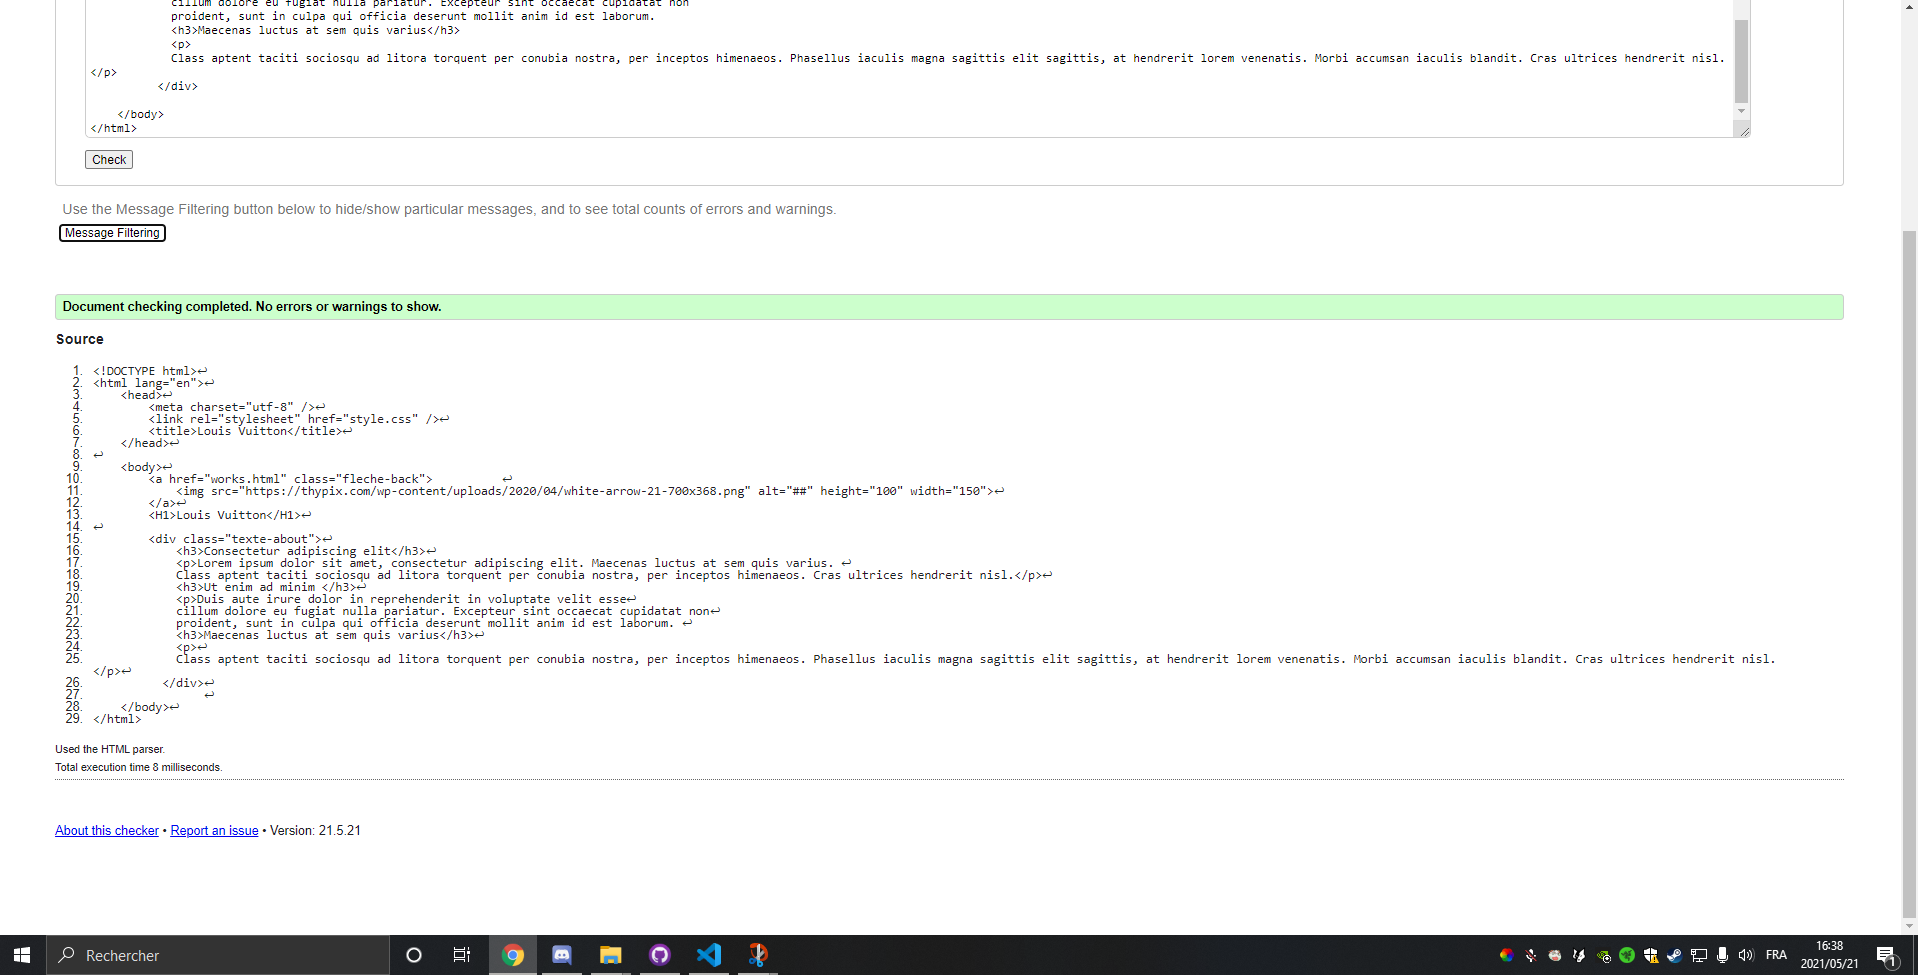 cillum dolore eu fugiat nulla pariatur. Excepteur sint occaecat cupidatat non
proident, sunt in culpa qui officia deserunt mollit anim id est laborum.
<h3>Maecenas luctus at sem quis varius</h3>
<p>
Class aptent taciti sociosqu ad litora torquent per conubia nostra, per inceptos himenaeos. Phasellus iaculis magna sagittis elit sagittis, at hendrerit lorem venenatis. Morbi accumsan iaculis blandit. Cras ultrices hendrerit nisl.
</p>
</div>
</body>
</html>
Check
Use the Message Filtering button below to hide/show particular messages, and to see total counts of errors and warnings.
Message Filtering
Document checking completed. No errors or warnings to show.
Source
1. <!DOCTYPE html>↩
2. <html lang="en">↩
3. <head>↩
4. <meta charset="utf-8" />↩
5. <link rel="stylesheet" href="style.css" />↩
6. <title>Louis Vuitton</title>↩
7. </head>↩
8. ↩
9. <body>↩
10. <a href="works.html" class="fleche-back"> ↩
11. <img src="https://thypix.com/wp-content/uploads/2020/04/white-arrow-21-700x368.png" alt="##" height="100" width="150">↩
12. </a>↩
13. <H1>Louis Vuitton</H1>↩
14. ↩
15. <div class="texte-about">↩
16. <h3>Consectetur adipiscing elit</h3>↩
17. <p>Lorem ipsum dolor sit amet, consectetur adipiscing elit. Maecenas luctus at sem quis varius. ↩
18. Class aptent taciti sociosqu ad litora torquent per conubia nostra, per inceptos himenaeos. Cras ultrices hendrerit nisl.</p>↩
19. <h3>Ut enim ad minim </h3>↩
20. <p>Duis aute irure dolor in reprehenderit in voluptate velit esse↩
21. cillum dolore eu fugiat nulla pariatur. Excepteur sint occaecat cupidatat non↩
22. proident, sunt in culpa qui officia deserunt mollit anim id est laborum. ↩
23. <h3>Maecenas luctus at sem quis varius</h3>↩
24. <p>↩
25. Class aptent taciti sociosqu ad litora torquent per conubia nostra, per inceptos himenaeos. Phasellus iaculis magna sagittis elit sagittis, at hendrerit lorem venenatis. Morbi accumsan iaculis blandit. Cras ultrices hendrerit nisl.
</p>↩
26. </div>↩
27. ↩
28. </body>↩
29. </html>
Used the HTML parser.
Total execution time 8 milliseconds.
About this checker • Report an issue • Version: 21.5.21
Rechercher
FRA
16:38
2021/05/21
1